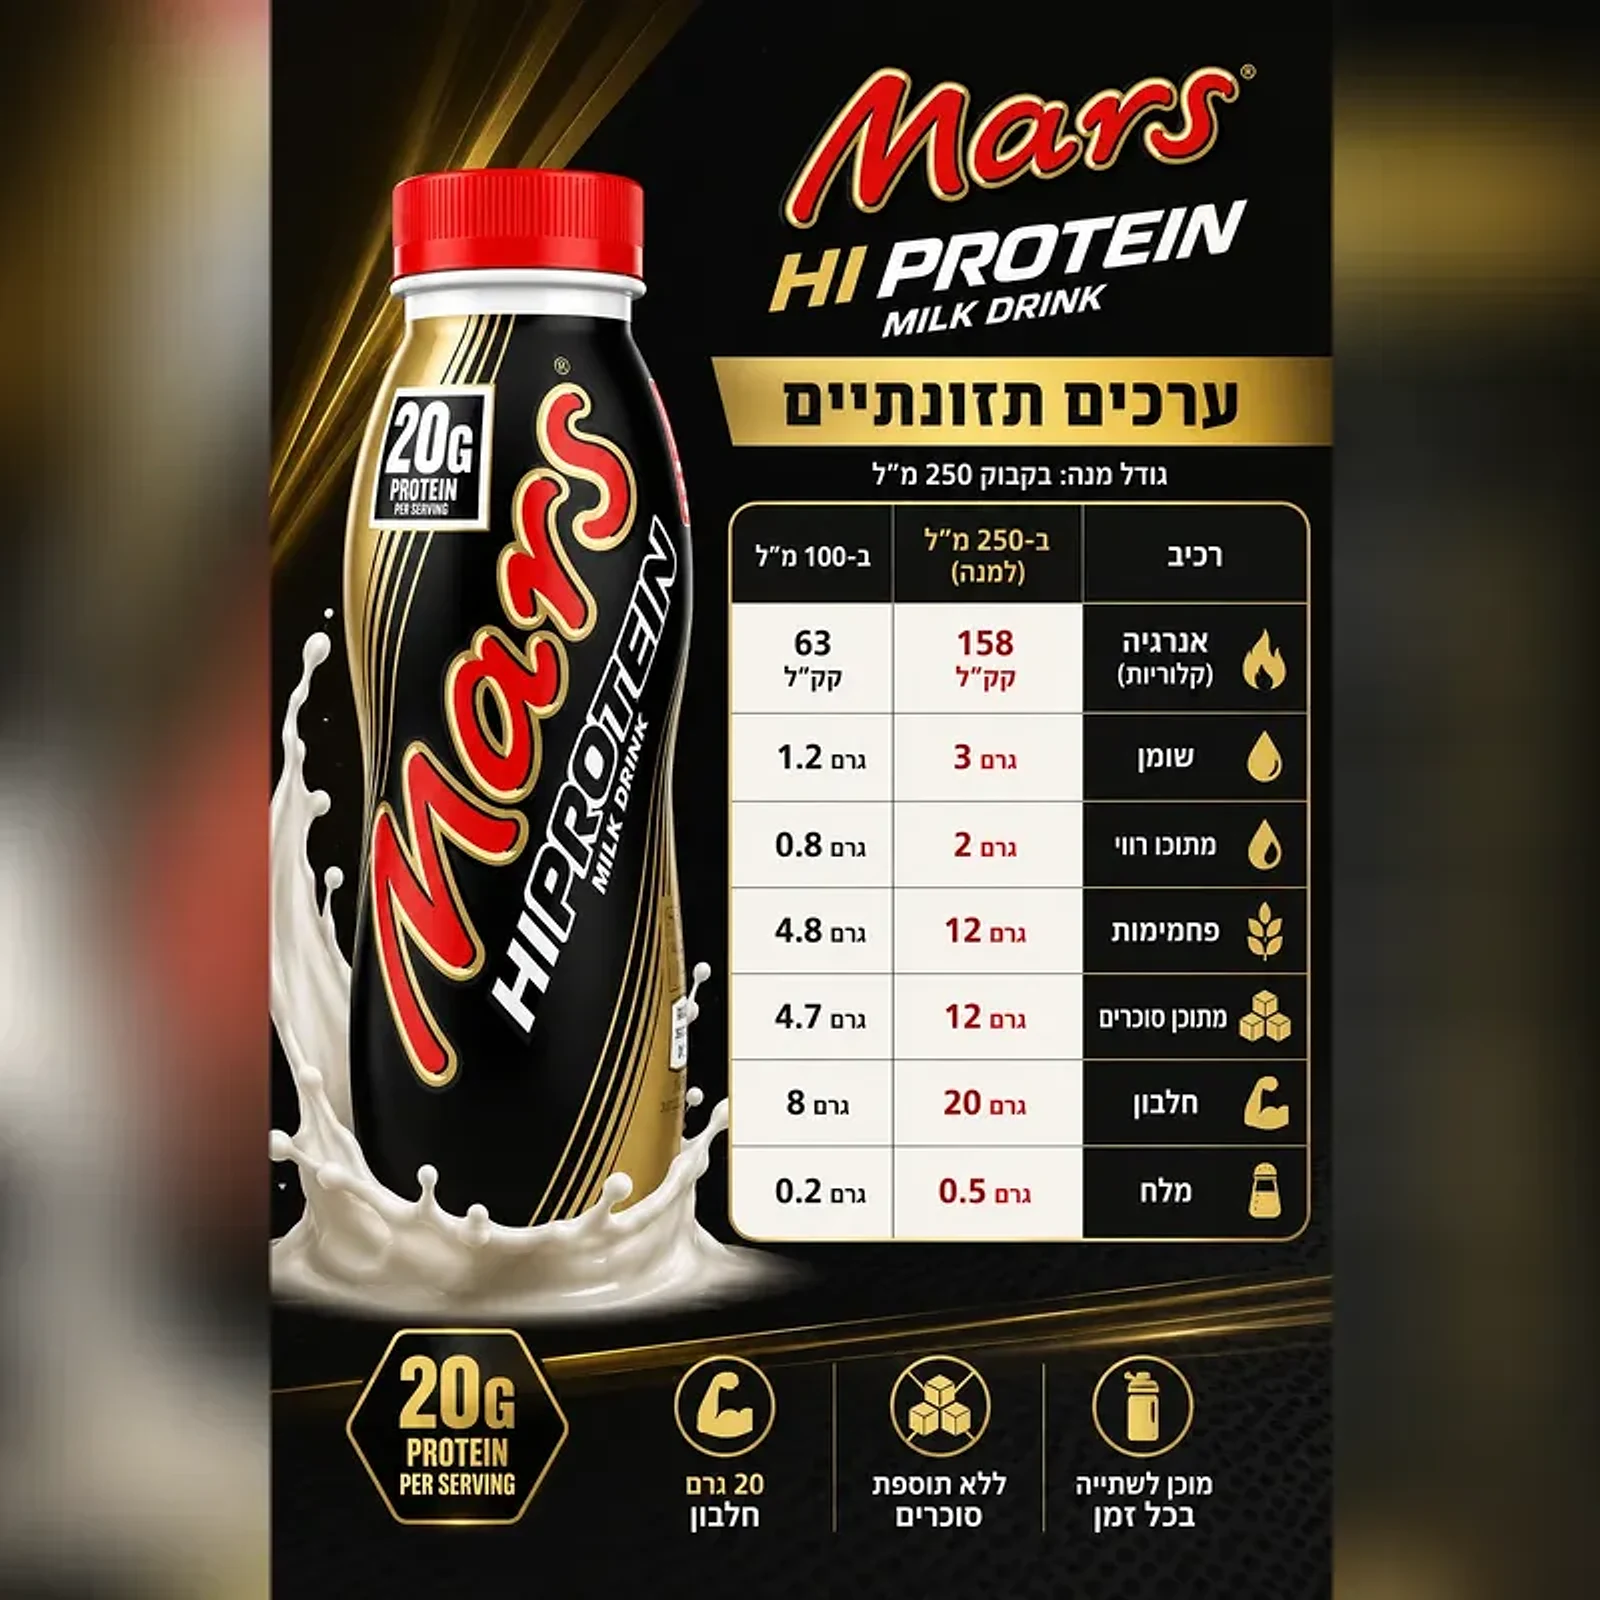 Mars®
HI PROTEIN
MILK DRINK
ערכים תזונתיים
גודל מנה: בקבוק 250 מ״ל
רכיב ב-250 מ״ל (למנה) ב-100 מ״ל
אנרגיה (קלוריות) 158 קק״ל 63 קק״ל
שומן 3 גרם 1.2 גרם
מתוכו רווי 2 גרם 0.8 גרם
פחמימות 12 גרם 4.8 גרם
מתוכן סוכרים 12 גרם 4.7 גרם
חלבון 20 גרם 8 גרם
מלח 0.5 גרם 0.2 גרם
20G
PROTEIN
PER SERVING
Mars®
HI PROTEIN
MILK DRINK
מוכן לשתייה
בכל זמן
ללא תוספת
סוכרים
20 גרם
חלבון
20G
PROTEIN
PER SERVING